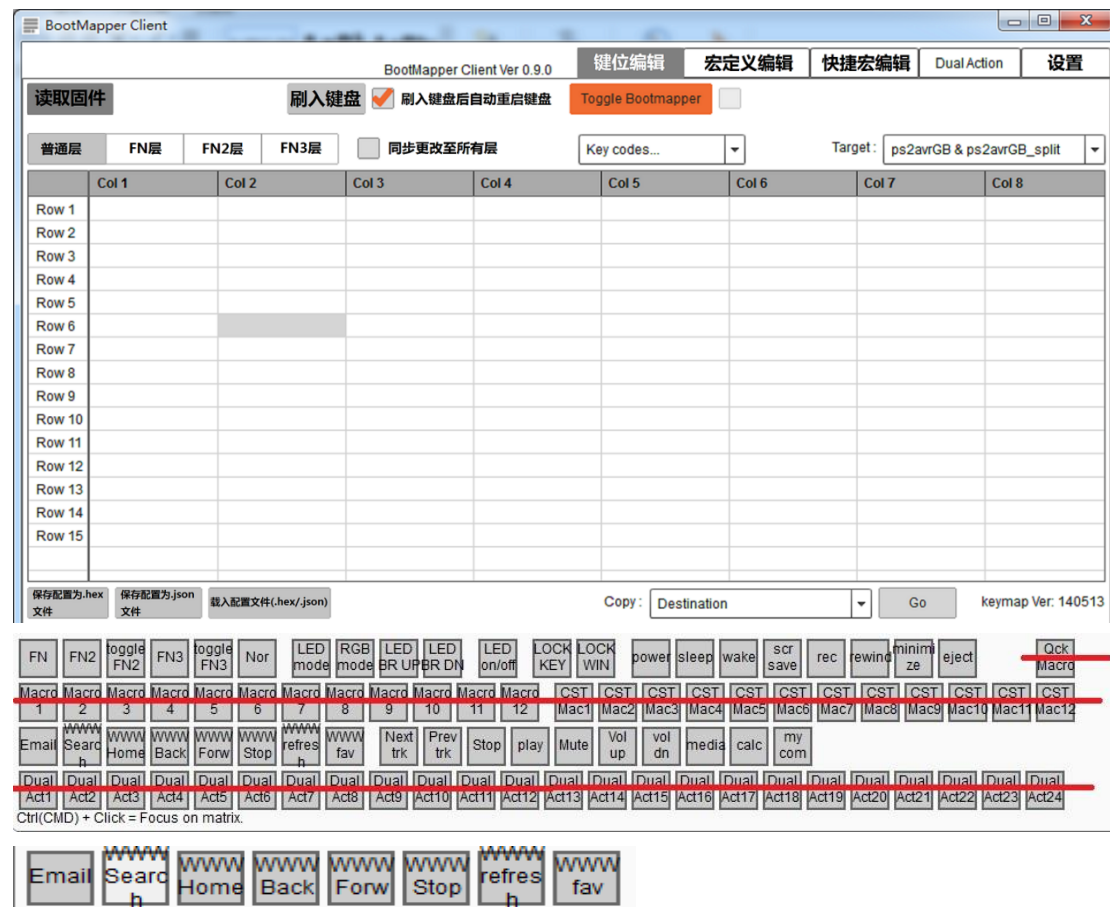 BootMapper Client
BootMapper Client Ver 0.9.0 键位编辑 宏定义编辑 快捷宏编辑 Dual Action 设置
读取固件 刷入键盘 刷入键盘后自动重启键盘 Toggle Bootmapper
普通层 FN层 FN2层 FN3层 同步更改至所有层 Key codes... Target : ps2avrGB & ps2avrGB_split
Col 1 Col 2 Col 3 Col 4 Col 5 Col 6 Col 7 Col 8
Row 1
Row 2
Row 3
Row 4
Row 5
Row 6
Row 7
Row 8
Row 9
Row 10
Row 11
Row 12
Row 13
Row 14
Row 15
保存配置为.hex文件 保存配置为.json文件 载入配置文件(.hex/.json) Copy : Destination Go keymap Ver: 140513
FN FN2 toggle FN2 FN3 toggle FN3 Nor LED mode RGB mode LED BR UP LED BR DN LED on/off LOCK KEY LOCK WIN power sleep wake scr save rec rewind minimize eject Qck Macro
Macro 1 Macro 2 Macro 3 Macro 4 Macro 5 Macro 6 Macro 7 Macro 8 Macro 9 Macro 10 Macro 11 Macro 12 CST Mac1 CST Mac2 CST Mac3 CST Mac4 CST Mac5 CST Mac6 CST Mac7 CST Mac8 CST Mac9 CST Mac10 CST Mac11 CST Mac12
Email WWW Search WWW Home WWW Back WWW Forw WWW Stop WWW refresh WWW fav Next trk Prev trk Stop play Mute Vol up vol dn media calc my com
Dual Act1 Dual Act2 Dual Act3 Dual Act4 Dual Act5 Dual Act6 Dual Act7 Dual Act8 Dual Act9 Dual Act10 Dual Act11 Dual Act12 Dual Act13 Dual Act14 Dual Act15 Dual Act16 Dual Act17 Dual Act18 Dual Act19 Dual Act20 Dual Act21 Dual Act22 Dual Act23 Dual Act24
Ctrl(CMD) + Click = Focus on matrix.
Email WWW Search WWW Home WWW Back WWW Forw WWW Stop WWW refresh WWW fav